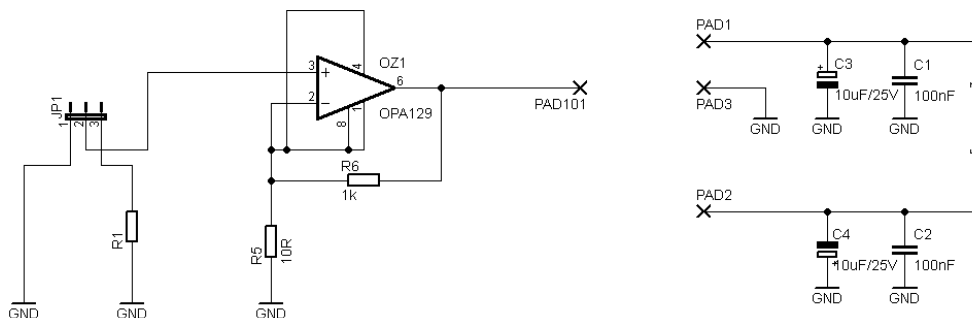 PAD1
OZ1
4
3
+
6
C3
C1
2
−
PAD101
PAD3
10uF/25V
100nF
JP1
1
2
3
OPA129
8
1
GND
GND
GND
R6
1k
PAD2
R1
R5
10R
C4
C2
10uF/25V
100nF
GND
GND
GND
GND
GND